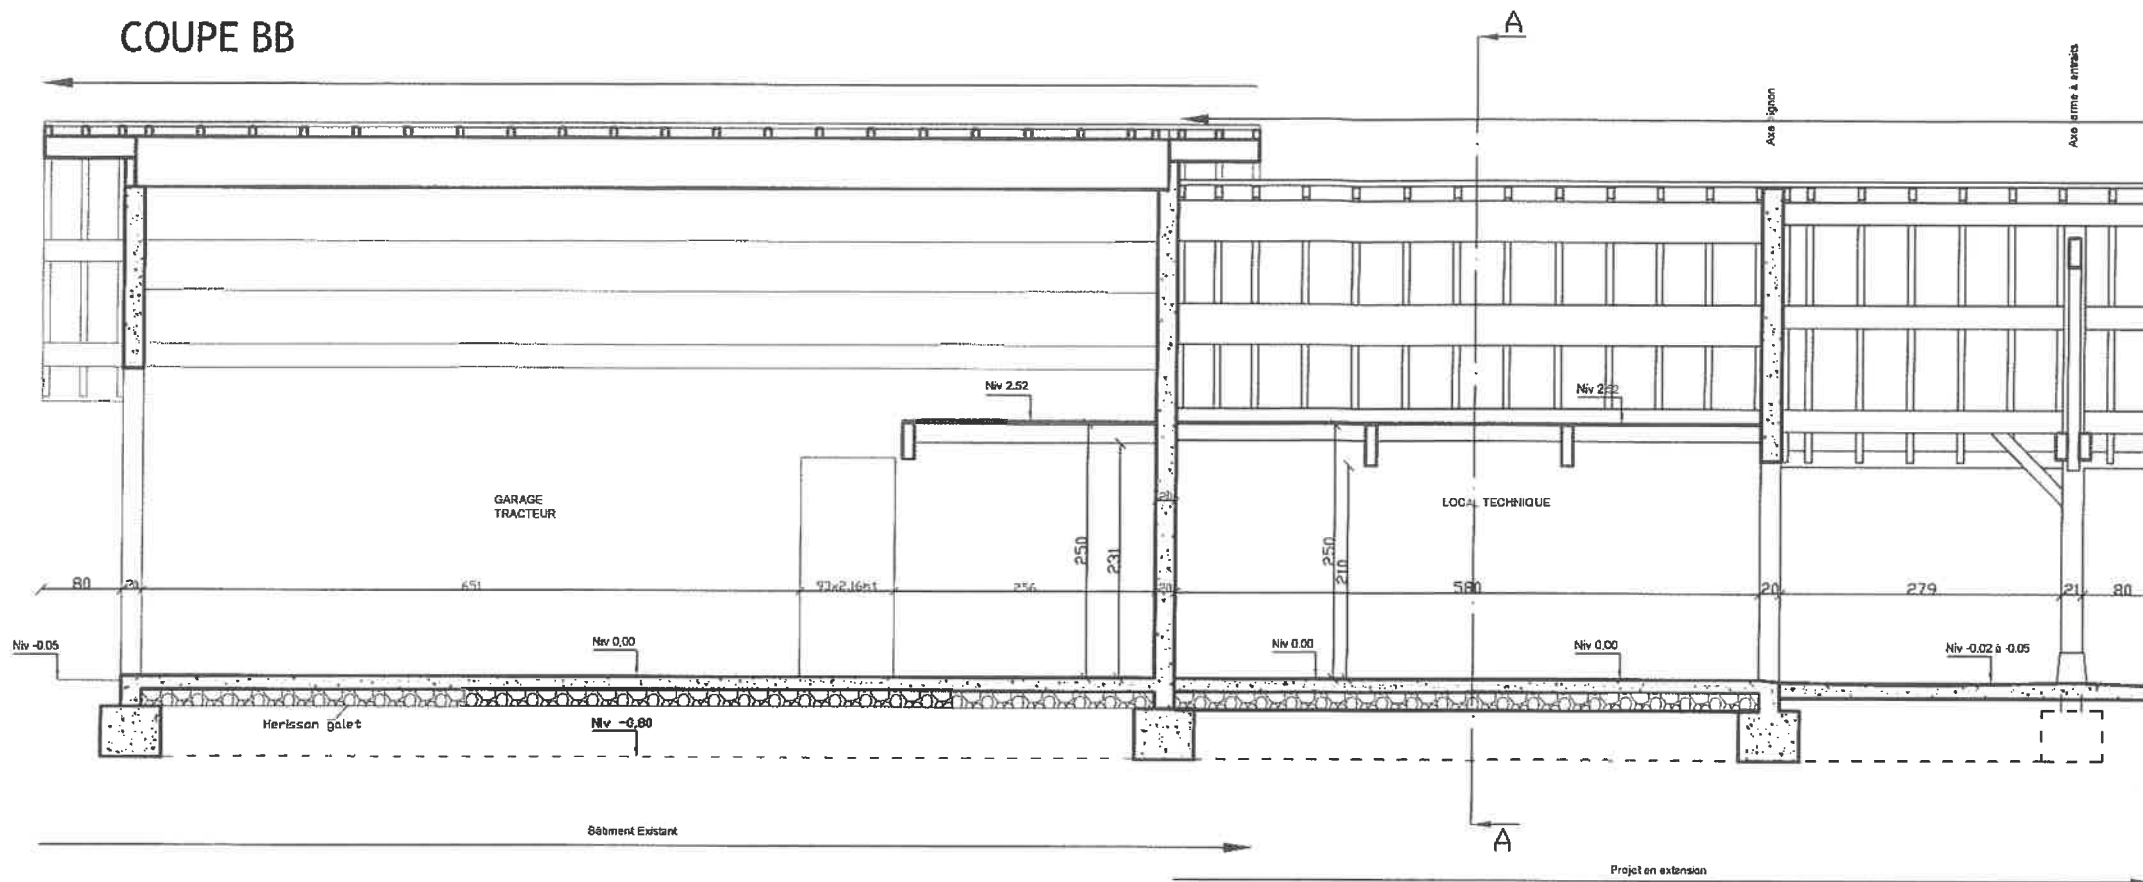 COUPE BB
A
Axe pignon
Axe ferme à entraits
Niv 2.52
Niv 2.52
GARAGE
TRACTEUR
LOCAL TECHNIQUE
20
250
231
250
210
80
20
651
93x2.16ht
256
20
580
20
279
21
80
Niv -0.05
Niv 0.00
Niv 0.00
Niv 0.00
Niv -0.02 à -0.05
Herisson galet
Niv -0.80
Bâtiment Existant
A
Projet en extension